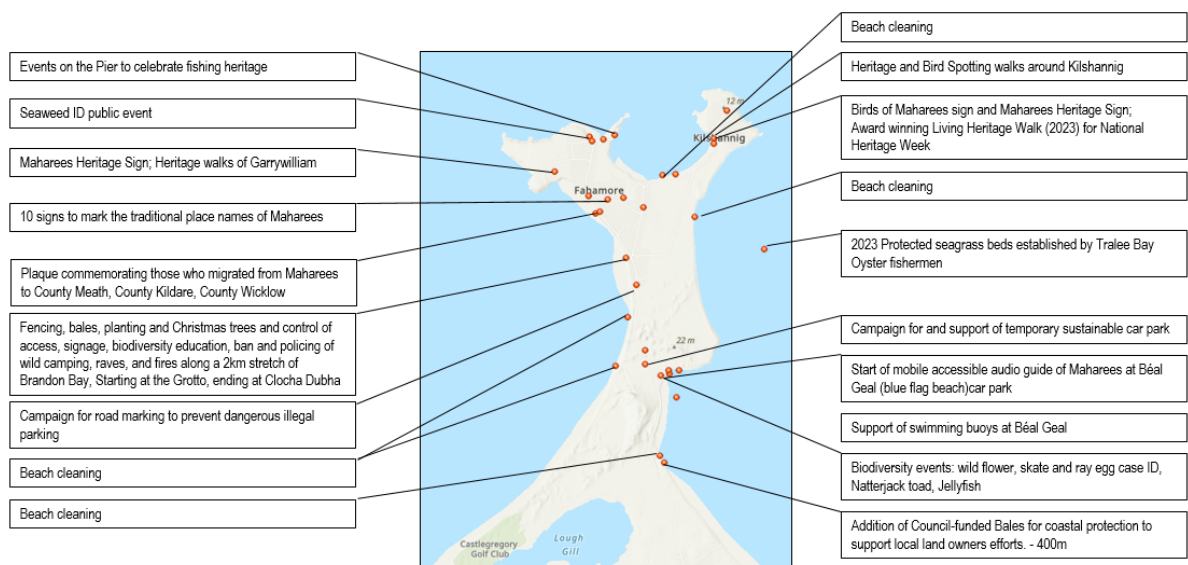 Events on the Pier to celebrate fishing heritage
Seaweed ID public event
Maharees Heritage Sign; Heritage walks of Garrywilliam
10 signs to mark the traditional place names of Maharees
Plaque commemorating those who migrated from Maharees
to County Meath, County Kildare, County Wicklow
Fencing, bales, planting and Christmas trees and control of
access, signage, biodiversity education, ban and policing of
wild camping, raves, and fires along a 2km stretch of
Brandon Bay, Starting at the Grotto, ending at Clocha Dubha
Campaign for road marking to prevent dangerous illegal
parking
Beach cleaning
Beach cleaning
12 m
Kilshannig
Fahamore
22 m
Castlegregory
Golf Club
Lough
Gill
Beach cleaning
Heritage and Bird Spotting walks around Kilshannig
Birds of Maharees sign and Maharees Heritage Sign;
Award winning Living Heritage Walk (2023) for National
Heritage Week
Beach cleaning
2023 Protected seagrass beds established by Tralee Bay
Oyster fishermen
Campaign for and support of temporary sustainable car park
Start of mobile accessible audio guide of Maharees at Béal
Geal (blue flag beach)car park
Support of swimming buoys at Béal Geal
Biodiversity events: wild flower, skate and ray egg case ID,
Natterjack toad, Jellyfish
Addition of Council-funded Bales for coastal protection to
support local land owners efforts. - 400m